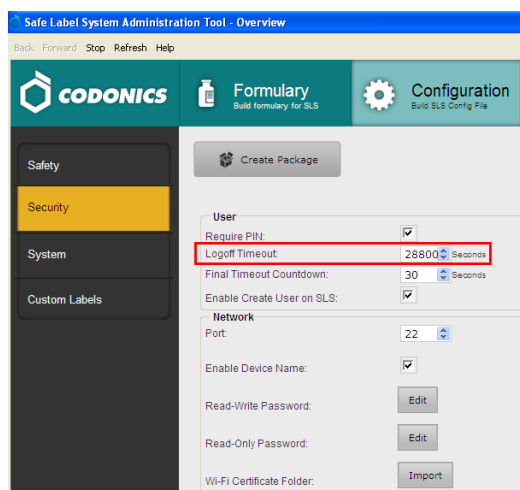 Safe Label System Administration Tool - Overview
Back Forward Stop Refresh Help
CODONICS
Formulary
Build formulary for SLS
Configuration
Build SLS Config File
Safety
Security
System
Custom Labels
Create Package
User
Require PIN:
Logoff Timeout: 28800 Seconds
Final Timeout Countdown: 30 Seconds
Enable Create User on SLS:
Network
Port: 22
Enable Device Name:
Read-Write Password: Edit
Read-Only Password: Edit
Wi-Fi Certificate Folder: Import